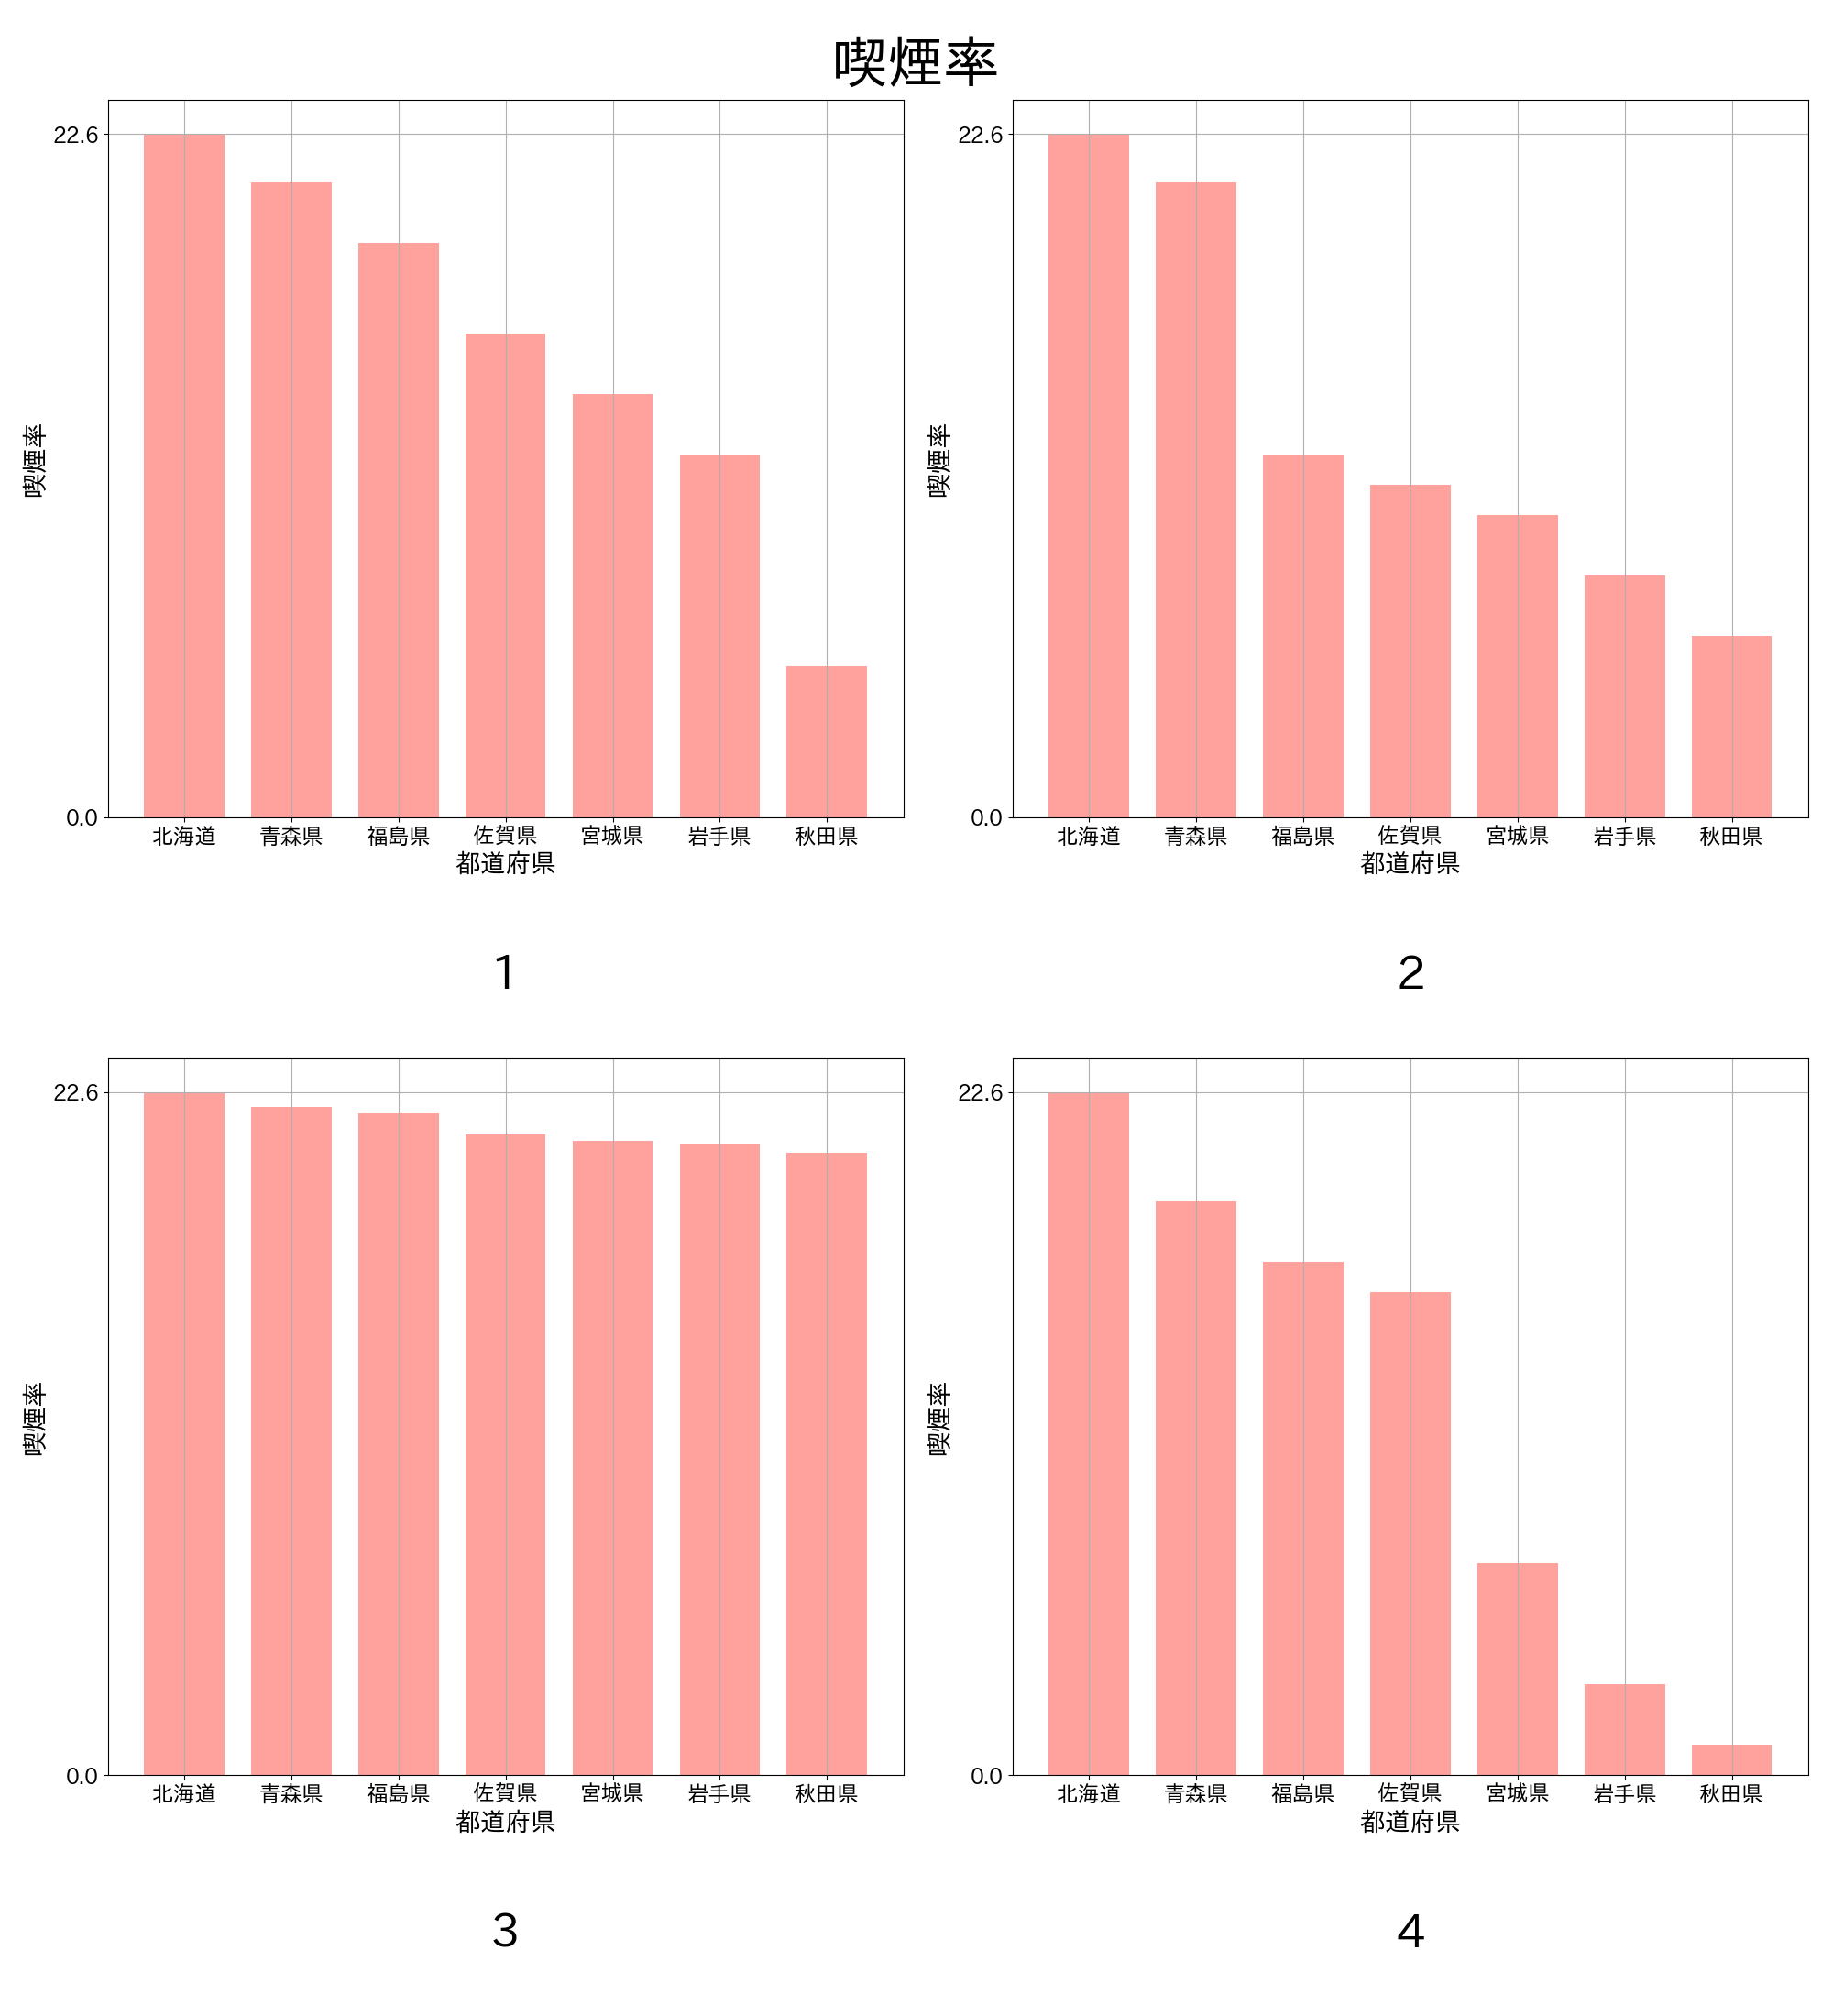 喫煙率
22.6
喫煙率
0.0
北海道 青森県 福島県 佐賀県 宮城県 岩手県 秋田県
都道府県
1
22.6
喫煙率
0.0
北海道 青森県 福島県 佐賀県 宮城県 岩手県 秋田県
都道府県
2
22.6
喫煙率
0.0
北海道 青森県 福島県 佐賀県 宮城県 岩手県 秋田県
都道府県
3
22.6
喫煙率
0.0
北海道 青森県 福島県 佐賀県 宮城県 岩手県 秋田県
都道府県
4